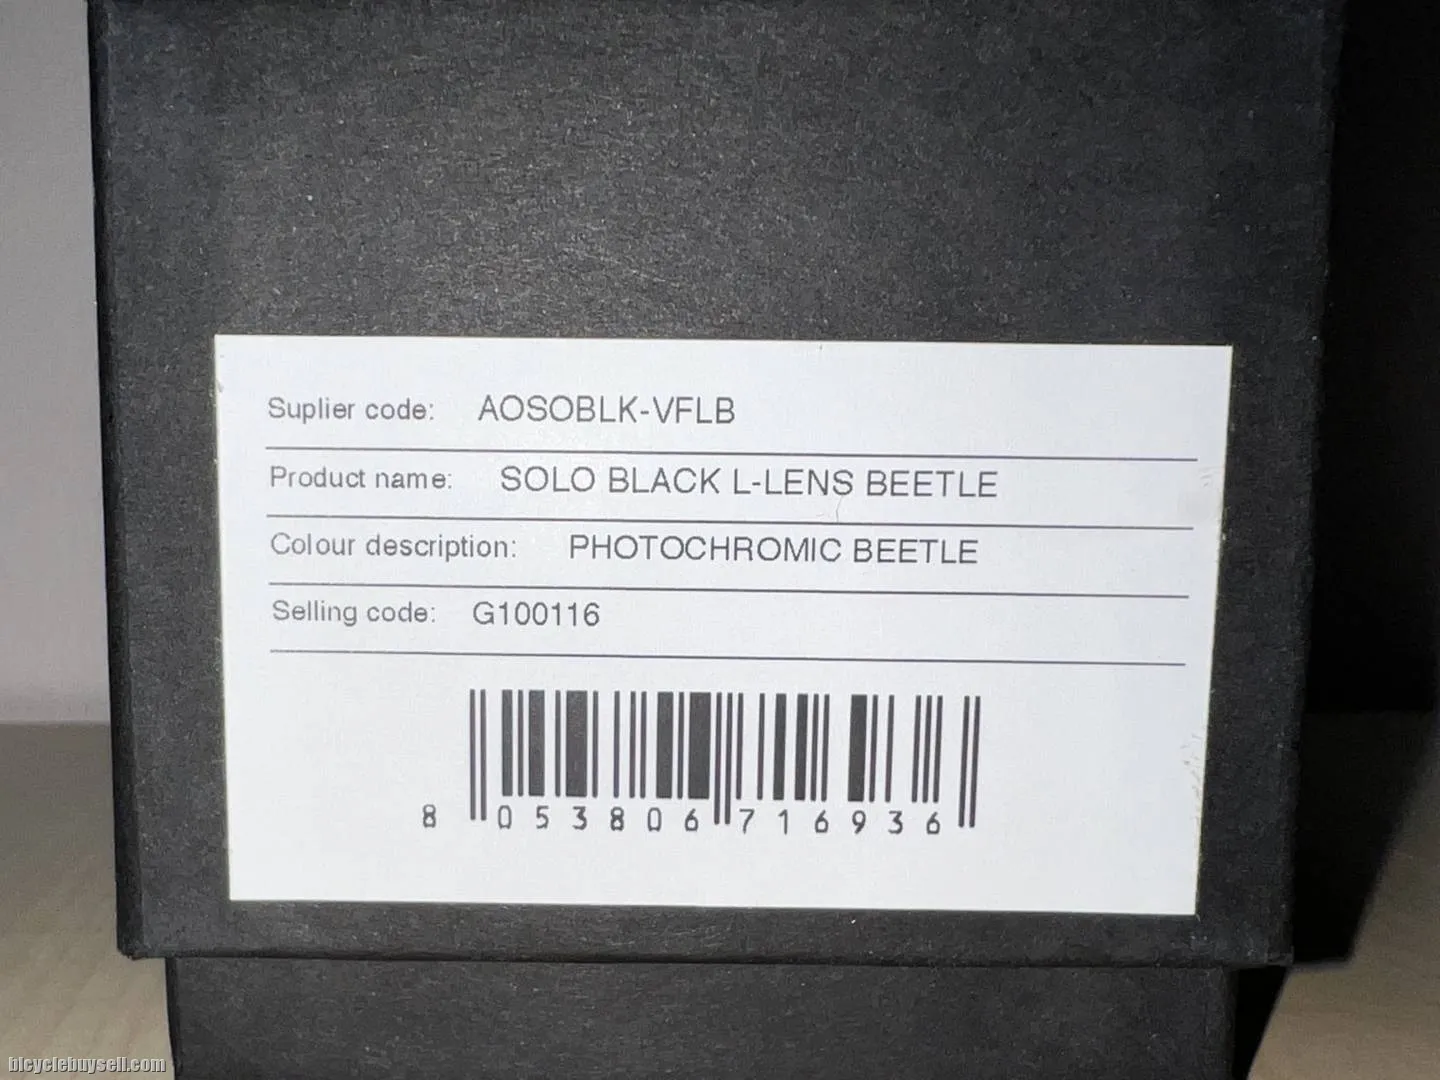 Suplier code: AOSOBLK-VFLB
Product name: SOLO BLACK L-LENS BEETLE
Colour description: PHOTOCHROMIC BEETLE
Selling code: G100116
8 053806 716936
bicyclebuysell.com